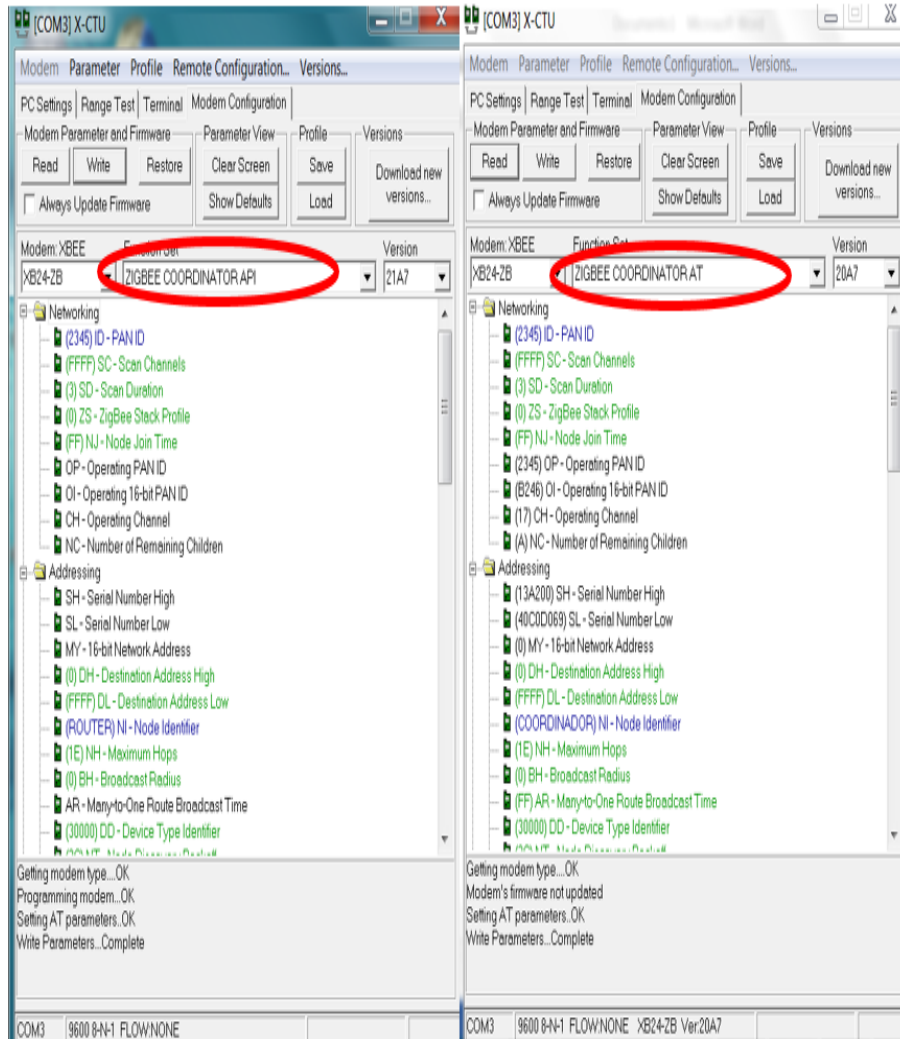 [COM3] X-CTU
Modem Parameter Profile Remote Configuration... Versions...
PC Settings Range Test Terminal Modem Configuration
Modem Parameter and Firmware Parameter View Profile Versions
Read Write Restore Clear Screen Save Download new versions...
Always Update Firmware Show Defaults Load
Modem: XBEE Function Set Version
XB24-ZB ZIGBEE COORDINATOR API 21A7
Networking
(2345) ID - PAN ID
(FFFF) SC - Scan Channels
(3) SD - Scan Duration
(0) ZS - ZigBee Stack Profile
(FF) NJ - Node Join Time
OP - Operating PAN ID
OI - Operating 16-bit PAN ID
CH - Operating Channel
NC - Number of Remaining Children
Addressing
SH - Serial Number High
SL - Serial Number Low
MY - 16-bit Network Address
(0) DH - Destination Address High
(FFFF) DL - Destination Address Low
(ROUTER) NI - Node Identifier
(1E) NH - Maximum Hops
(0) BH - Broadcast Radius
AR - Many-to-One Route Broadcast Time
(30000) DD - Device Type Identifier
Getting modem type....OK
Programming modem..OK
Setting AT parameters..OK
Write Parameters...Complete
COM3 9600 8-N-1 FLOW:NONE
[COM3] X-CTU
Modem Parameter Profile Remote Configuration... Versions...
PC Settings Range Test Terminal Modem Configuration
Modem Parameter and Firmware Parameter View Profile Versions
Read Write Restore Clear Screen Save Download new versions...
Always Update Firmware Show Defaults Load
Modem: XBEE Function Set Version
XB24-ZB ZIGBEE COORDINATOR AT 20A7
Networking
(2345) ID - PAN ID
(FFFF) SC - Scan Channels
(3) SD - Scan Duration
(0) ZS - ZigBee Stack Profile
(FF) NJ - Node Join Time
(2345) OP - Operating PAN ID
(B246) OI - Operating 16-bit PAN ID
(17) CH - Operating Channel
(A) NC - Number of Remaining Children
Addressing
(13A200) SH - Serial Number High
(40C0D069) SL - Serial Number Low
(0) MY - 16-bit Network Address
(0) DH - Destination Address High
(FFFF) DL - Destination Address Low
(COORDINADOR) NI - Node Identifier
(1E) NH - Maximum Hops
(0) BH - Broadcast Radius
(FF) AR - Many-to-One Route Broadcast Time
(30000) DD - Device Type Identifier
Getting modem type....OK
Modem's firmware not updated
Setting AT parameters..OK
Write Parameters...Complete
COM3 9600 8-N-1 FLOW:NONE XB24-ZB Ver:20A7